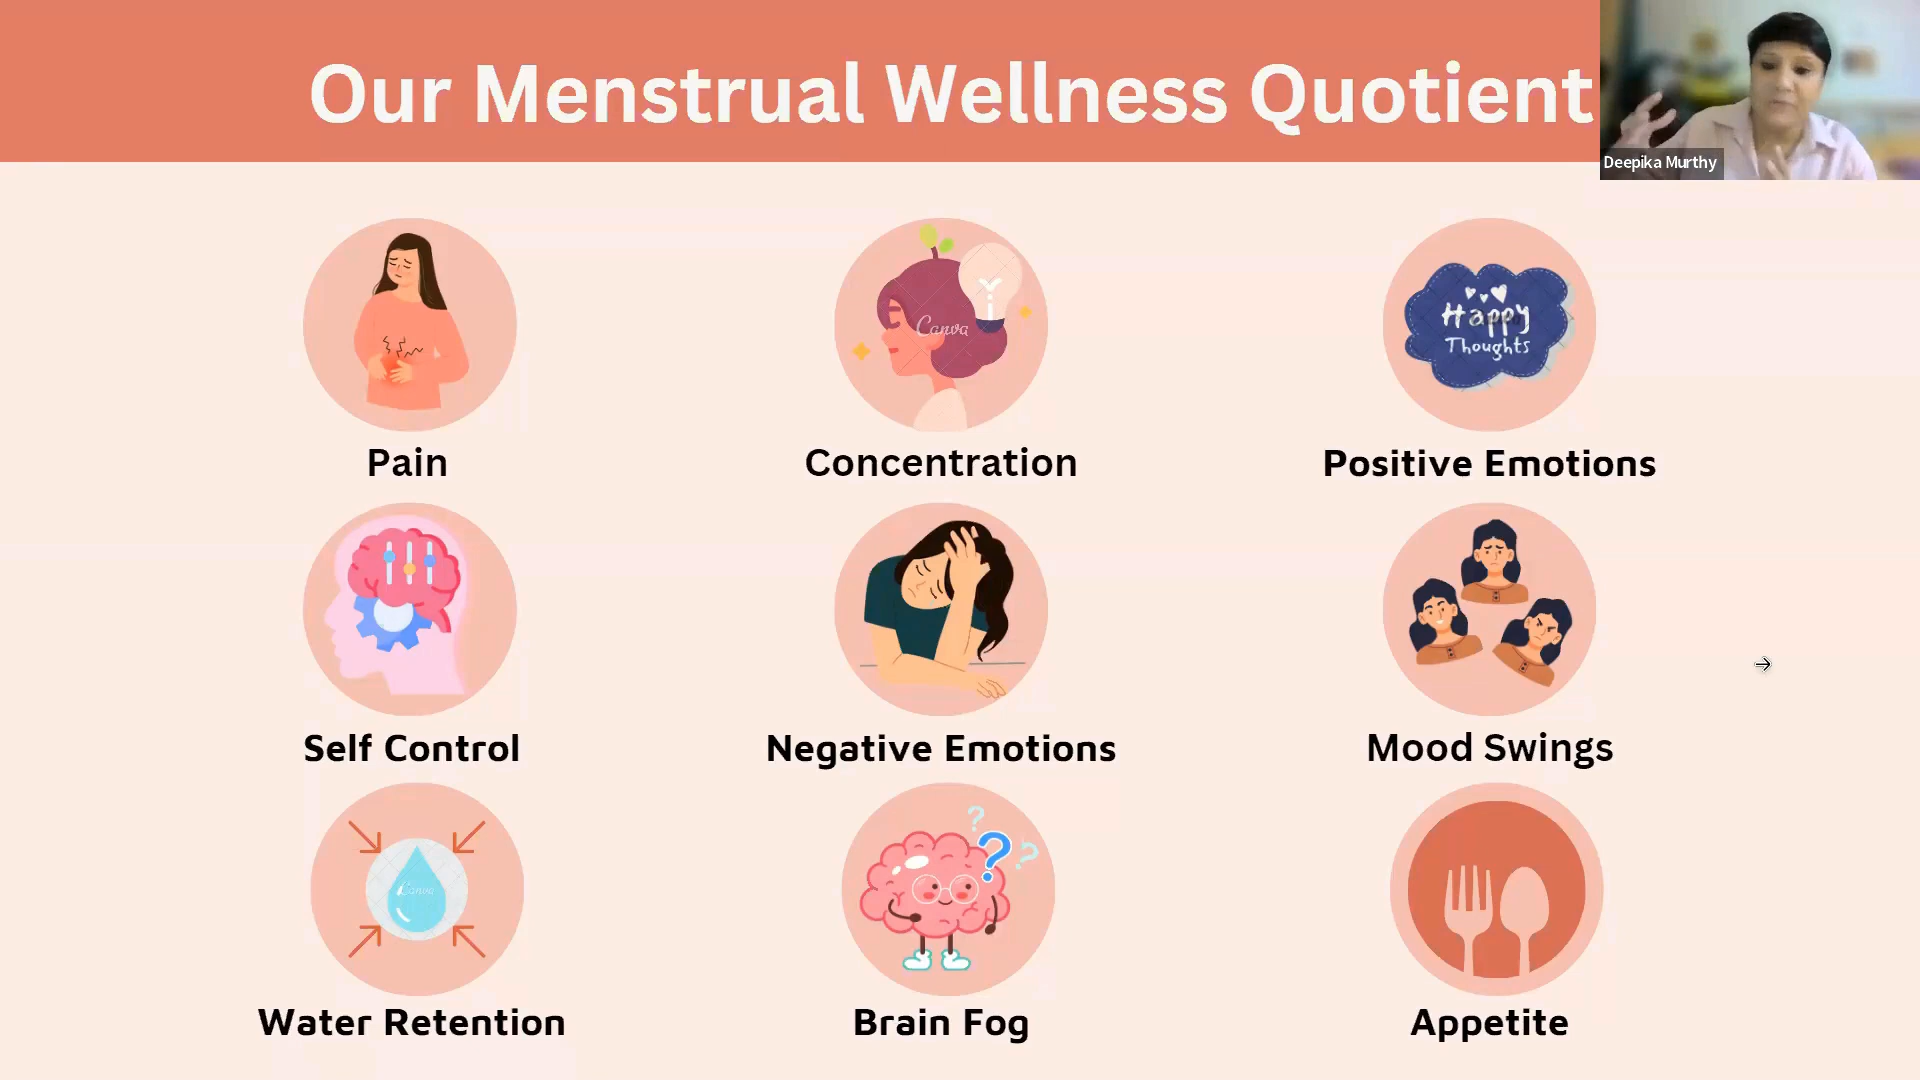 Our Menstrual Wellness Quotient
Deepika Murthy
Canva
Happy
Thoughts
Pain
Concentration
Positive Emotions
Self Control
Negative Emotions
Mood Swings
Canva
? ? ?
Water Retention
Brain Fog
Appetite